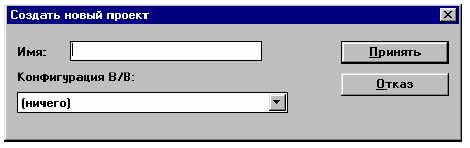 Создать новый проект
Имя:
Принять
Конфигурация В/В:
Отказ
(ничего)